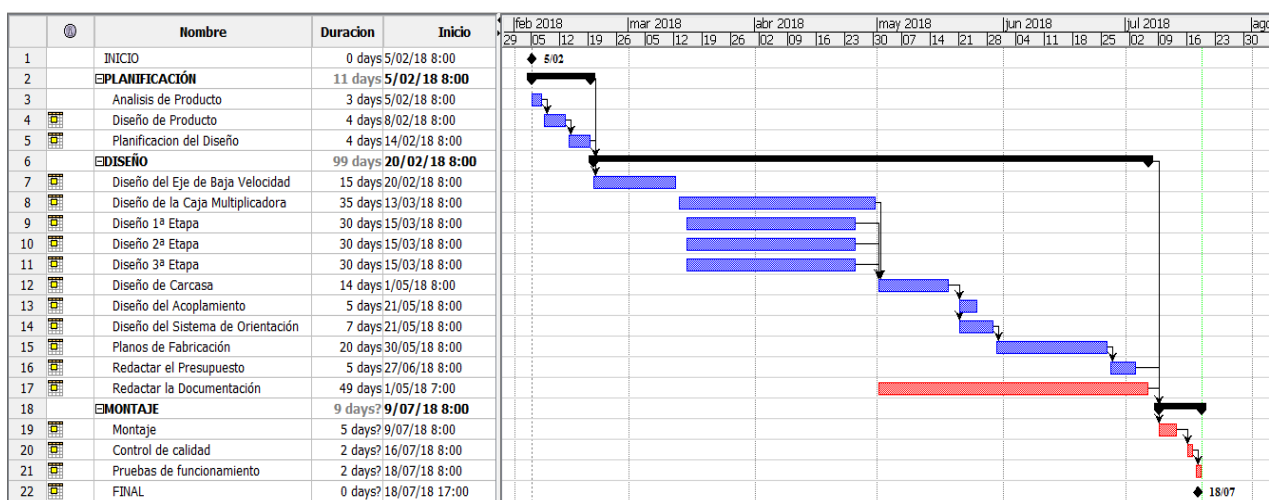 feb 2018 mar 2018 abr 2018 may 2018 jun 2018 jul 2018 ago
Nombre Duracion Inicio 29 05 12 19 26 05 12 19 26 02 09 16 23 30 07 14 21 28 04 11 18 25 02 09 16 23 30
1 INICIO 0 days 5/02/18 8:00 5/02
2 PLANIFICACIÓN 11 days 5/02/18 8:00
3 Analisis de Producto 3 days 5/02/18 8:00
4 Diseño de Producto 4 days 8/02/18 8:00
5 Planificacion del Diseño 4 days 14/02/18 8:00
6 DISEÑO 99 days 20/02/18 8:00
7 Diseño del Eje de Baja Velocidad 15 days 20/02/18 8:00
8 Diseño de la Caja Multiplicadora 35 days 13/03/18 8:00
9 Diseño 1ª Etapa 30 days 15/03/18 8:00
10 Diseño 2ª Etapa 30 days 15/03/18 8:00
11 Diseño 3ª Etapa 30 days 15/03/18 8:00
12 Diseño de Carcasa 14 days 1/05/18 8:00
13 Diseño del Acoplamiento 5 days 21/05/18 8:00
14 Diseño del Sistema de Orientación 7 days 21/05/18 8:00
15 Planos de Fabricación 20 days 30/05/18 8:00
16 Redactar el Presupuesto 5 days 27/06/18 8:00
17 Redactar la Documentación 49 days 1/05/18 7:00
18 MONTAJE 9 days? 9/07/18 8:00
19 Montaje 5 days? 9/07/18 8:00
20 Control de calidad 2 days? 16/07/18 8:00
21 Pruebas de funcionamiento 2 days? 18/07/18 8:00
22 FINAL 0 days? 18/07/18 17:00 18/07